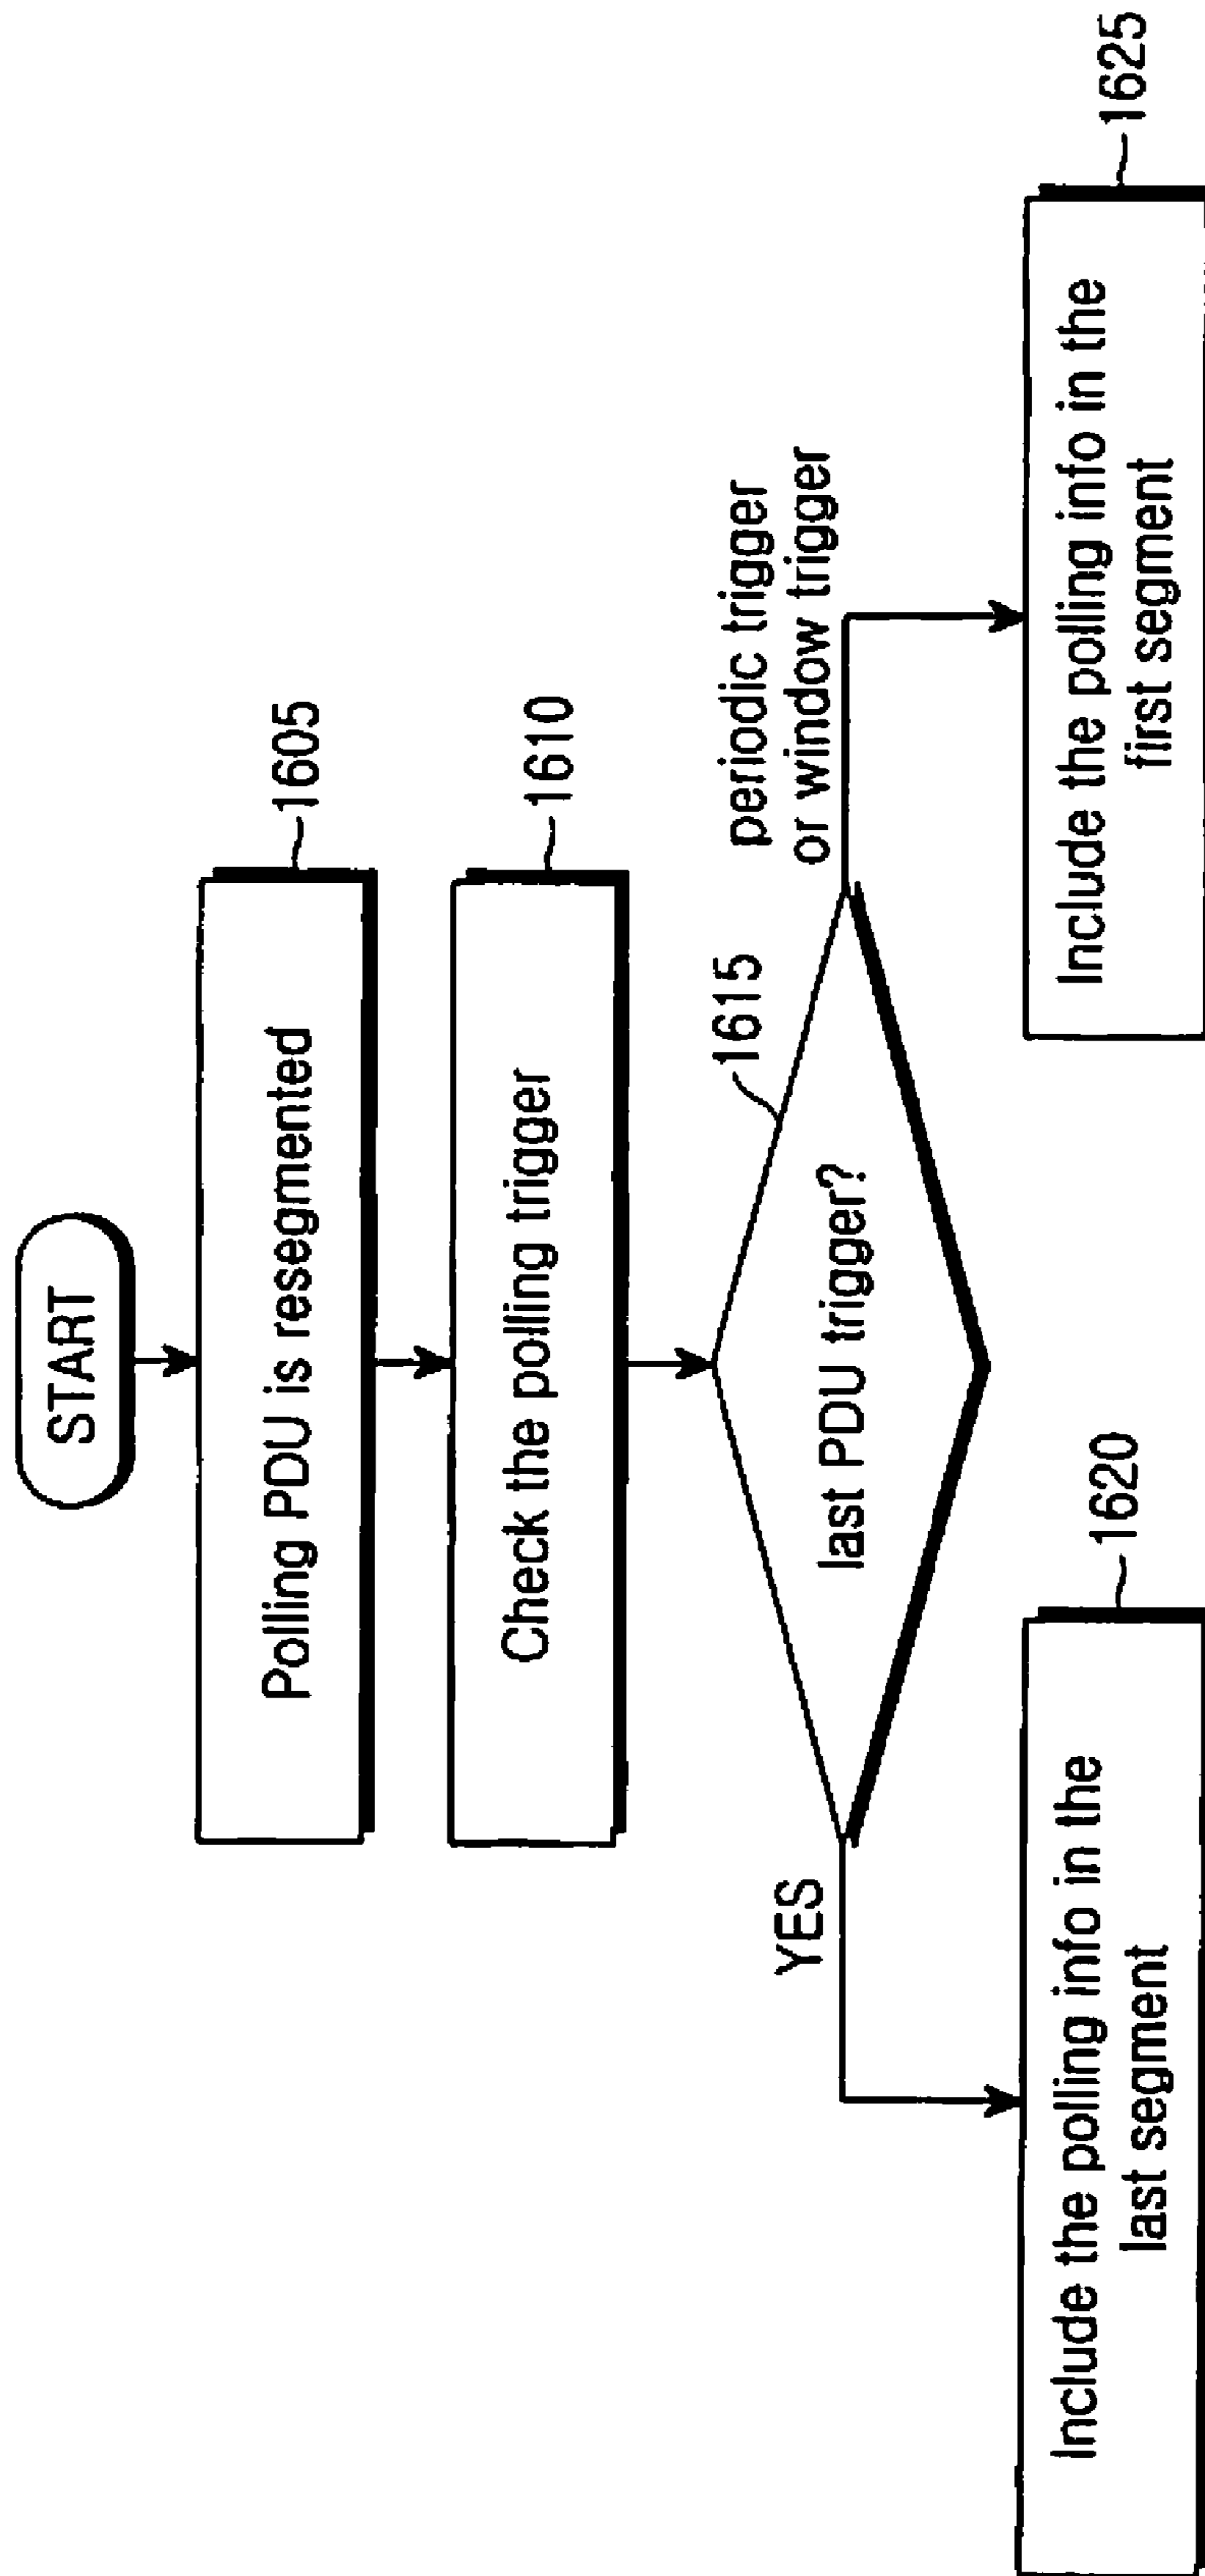 START
Polling PDU is resegmented
1605
Check the polling trigger
1610
last PDU trigger?
1615
YES
periodic trigger
or window trigger
Include the polling info in the
last segment
1620
Include the polling info in the
first segment
1625